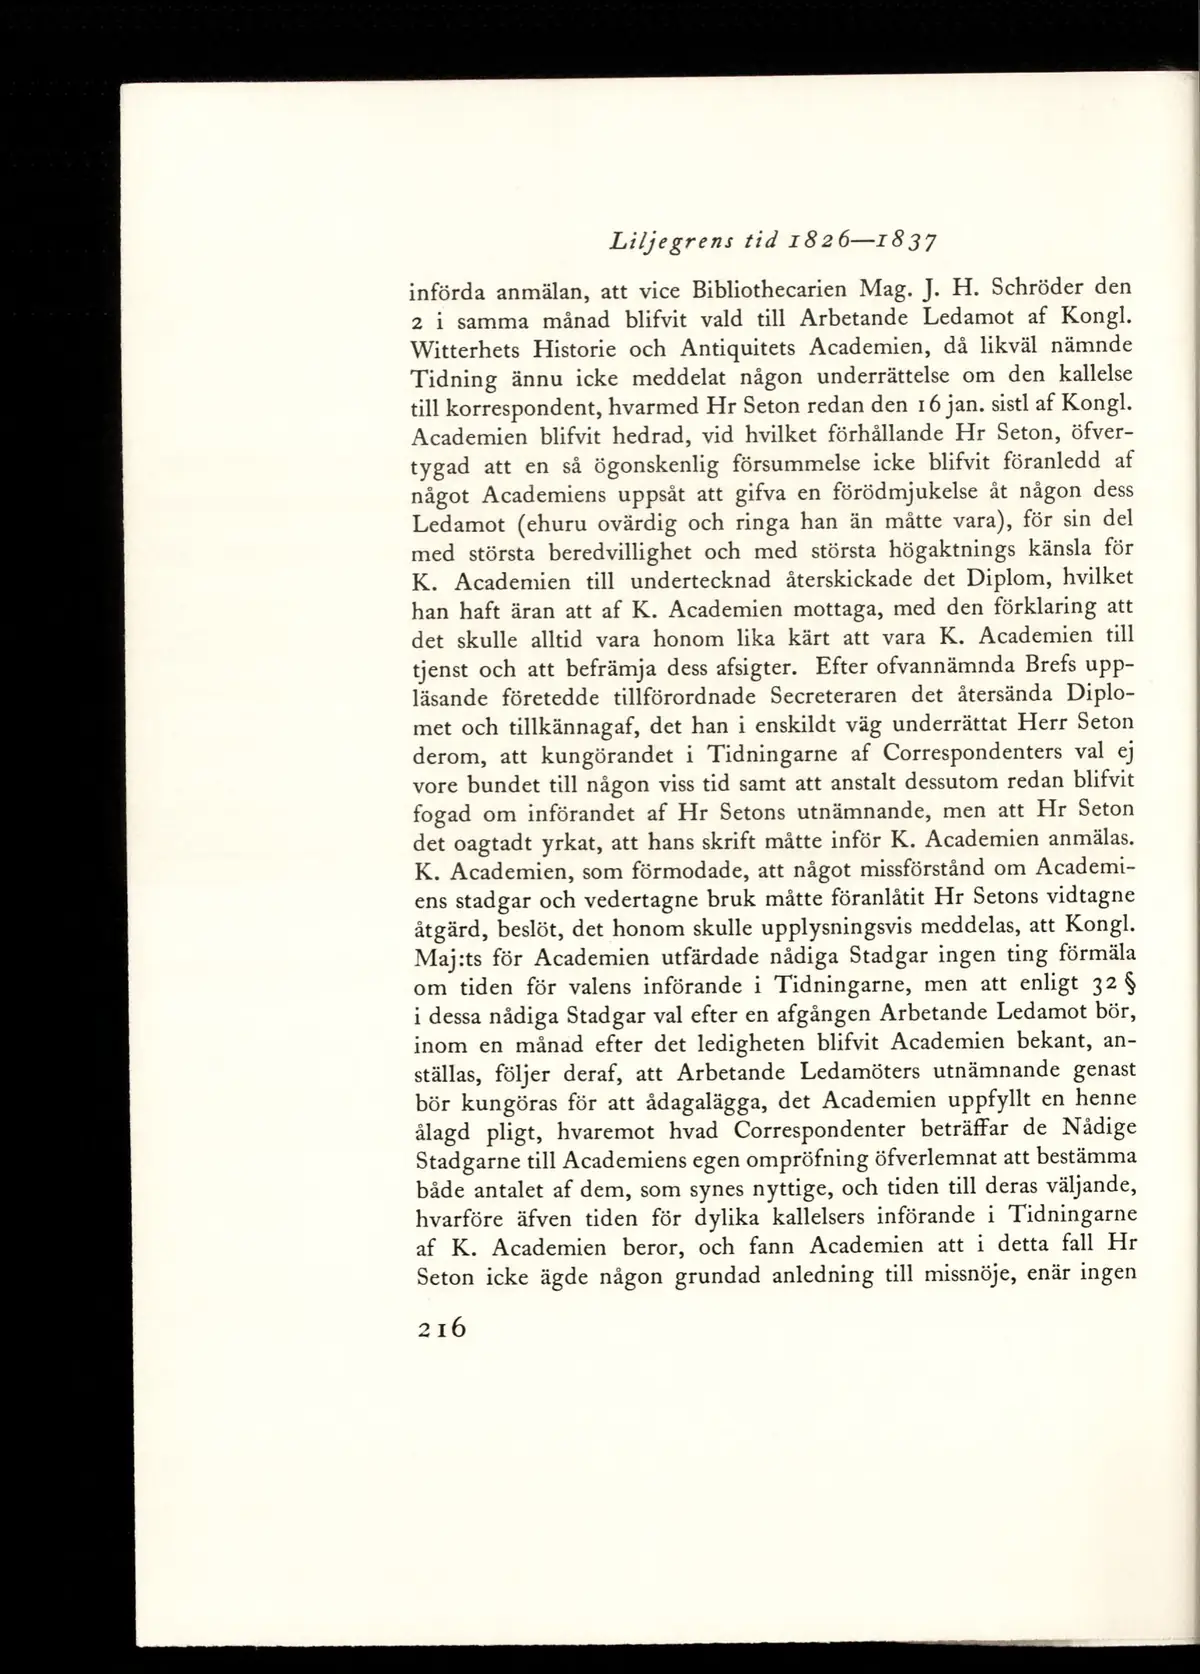 Liljegrens tid 1826—1837
införda anmälan, att vice Bibliothecarien Mag. J. H. Schröder den
2 i samma månad blifvit vald till Arbetande Ledamot af Kongl.
Witterhets Historie och Antiquitets Academien, då likväl nämnde
Tidning ännu icke meddelat någon underrättelse om den kallelse
till korrespondent, hvarmed Hr Seton redan den 16 jan. sistl af Kongl.
Academien blifvit hedrad, vid hvilket förhållande Hr Seton, öfver-
tygad att en så ögonskenlig försummelse icke blifvit föranledd af
något Academiens uppsåt att gifva en förödmjukelse åt någon dess
Ledamot (ehuru ovärdig och ringa han än måtte vara), för sin del
med största beredvillighet och med största högaktnings känsla för
K. Academien till undertecknad återskickade det Diplom, hvilket
han haft äran att af K. Academien mottaga, med den förklaring att
det skulle alltid vara honom lika kärt att vara K. Academien till
tjenst och att befrämja dess afsigter. Efter ofvannämnda Brefs upp-
läsande företedde tillförordnade Secreteraren det återsända Diplo-
met och tillkännagaf, det han i enskildt väg underrättat Herr Seton
derom, att kungörandet i Tidningarne af Correspondenters val ej
vore bundet till någon viss tid samt att anstalt dessutom redan blifvit
fogad om införandet af Hr Setons utnämnande, men att Hr Seton
det oagtadt yrkat, att hans skrift måtte inför K. Academien anmälas.
K. Academien, som förmodade, att något missförstånd om Academi-
ens stadgar och vedertagne bruk måtte föranlåtit Hr Setons vidtagne
åtgärd, beslöt, det honom skulle upplysningsvis meddelas, att Kongl.
Maj:ts för Academien utfärdade nådiga Stadgar ingen ting förmäla
om tiden för valens införande i Tidningarne, men att enligt 32 §
i dessa nådiga Stadgar val efter en afgången Arbetande Ledamot bör,
inom en månad efter det ledigheten blifvit Academien bekant, an-
ställas, följer deraf, att Arbetande Ledamöters utnämnande genast
bör kungöras för att ådagalägga, det Academien uppfyllt en henne
ålagd pligt, hvaremot hvad Correspondenter beträffar de Nådige
Stadgarne till Academiens egen ompröfning öfverlemnat att bestämma
både antalet af dem, som synes nyttige, och tiden till deras väljande,
hvarföre äfven tiden för dylika kallelsers införande i Tidningarne
af K. Academien beror, och fann Academien att i detta fall Hr
Seton icke ägde någon grundad anledning till missnöje, enär ingen
216